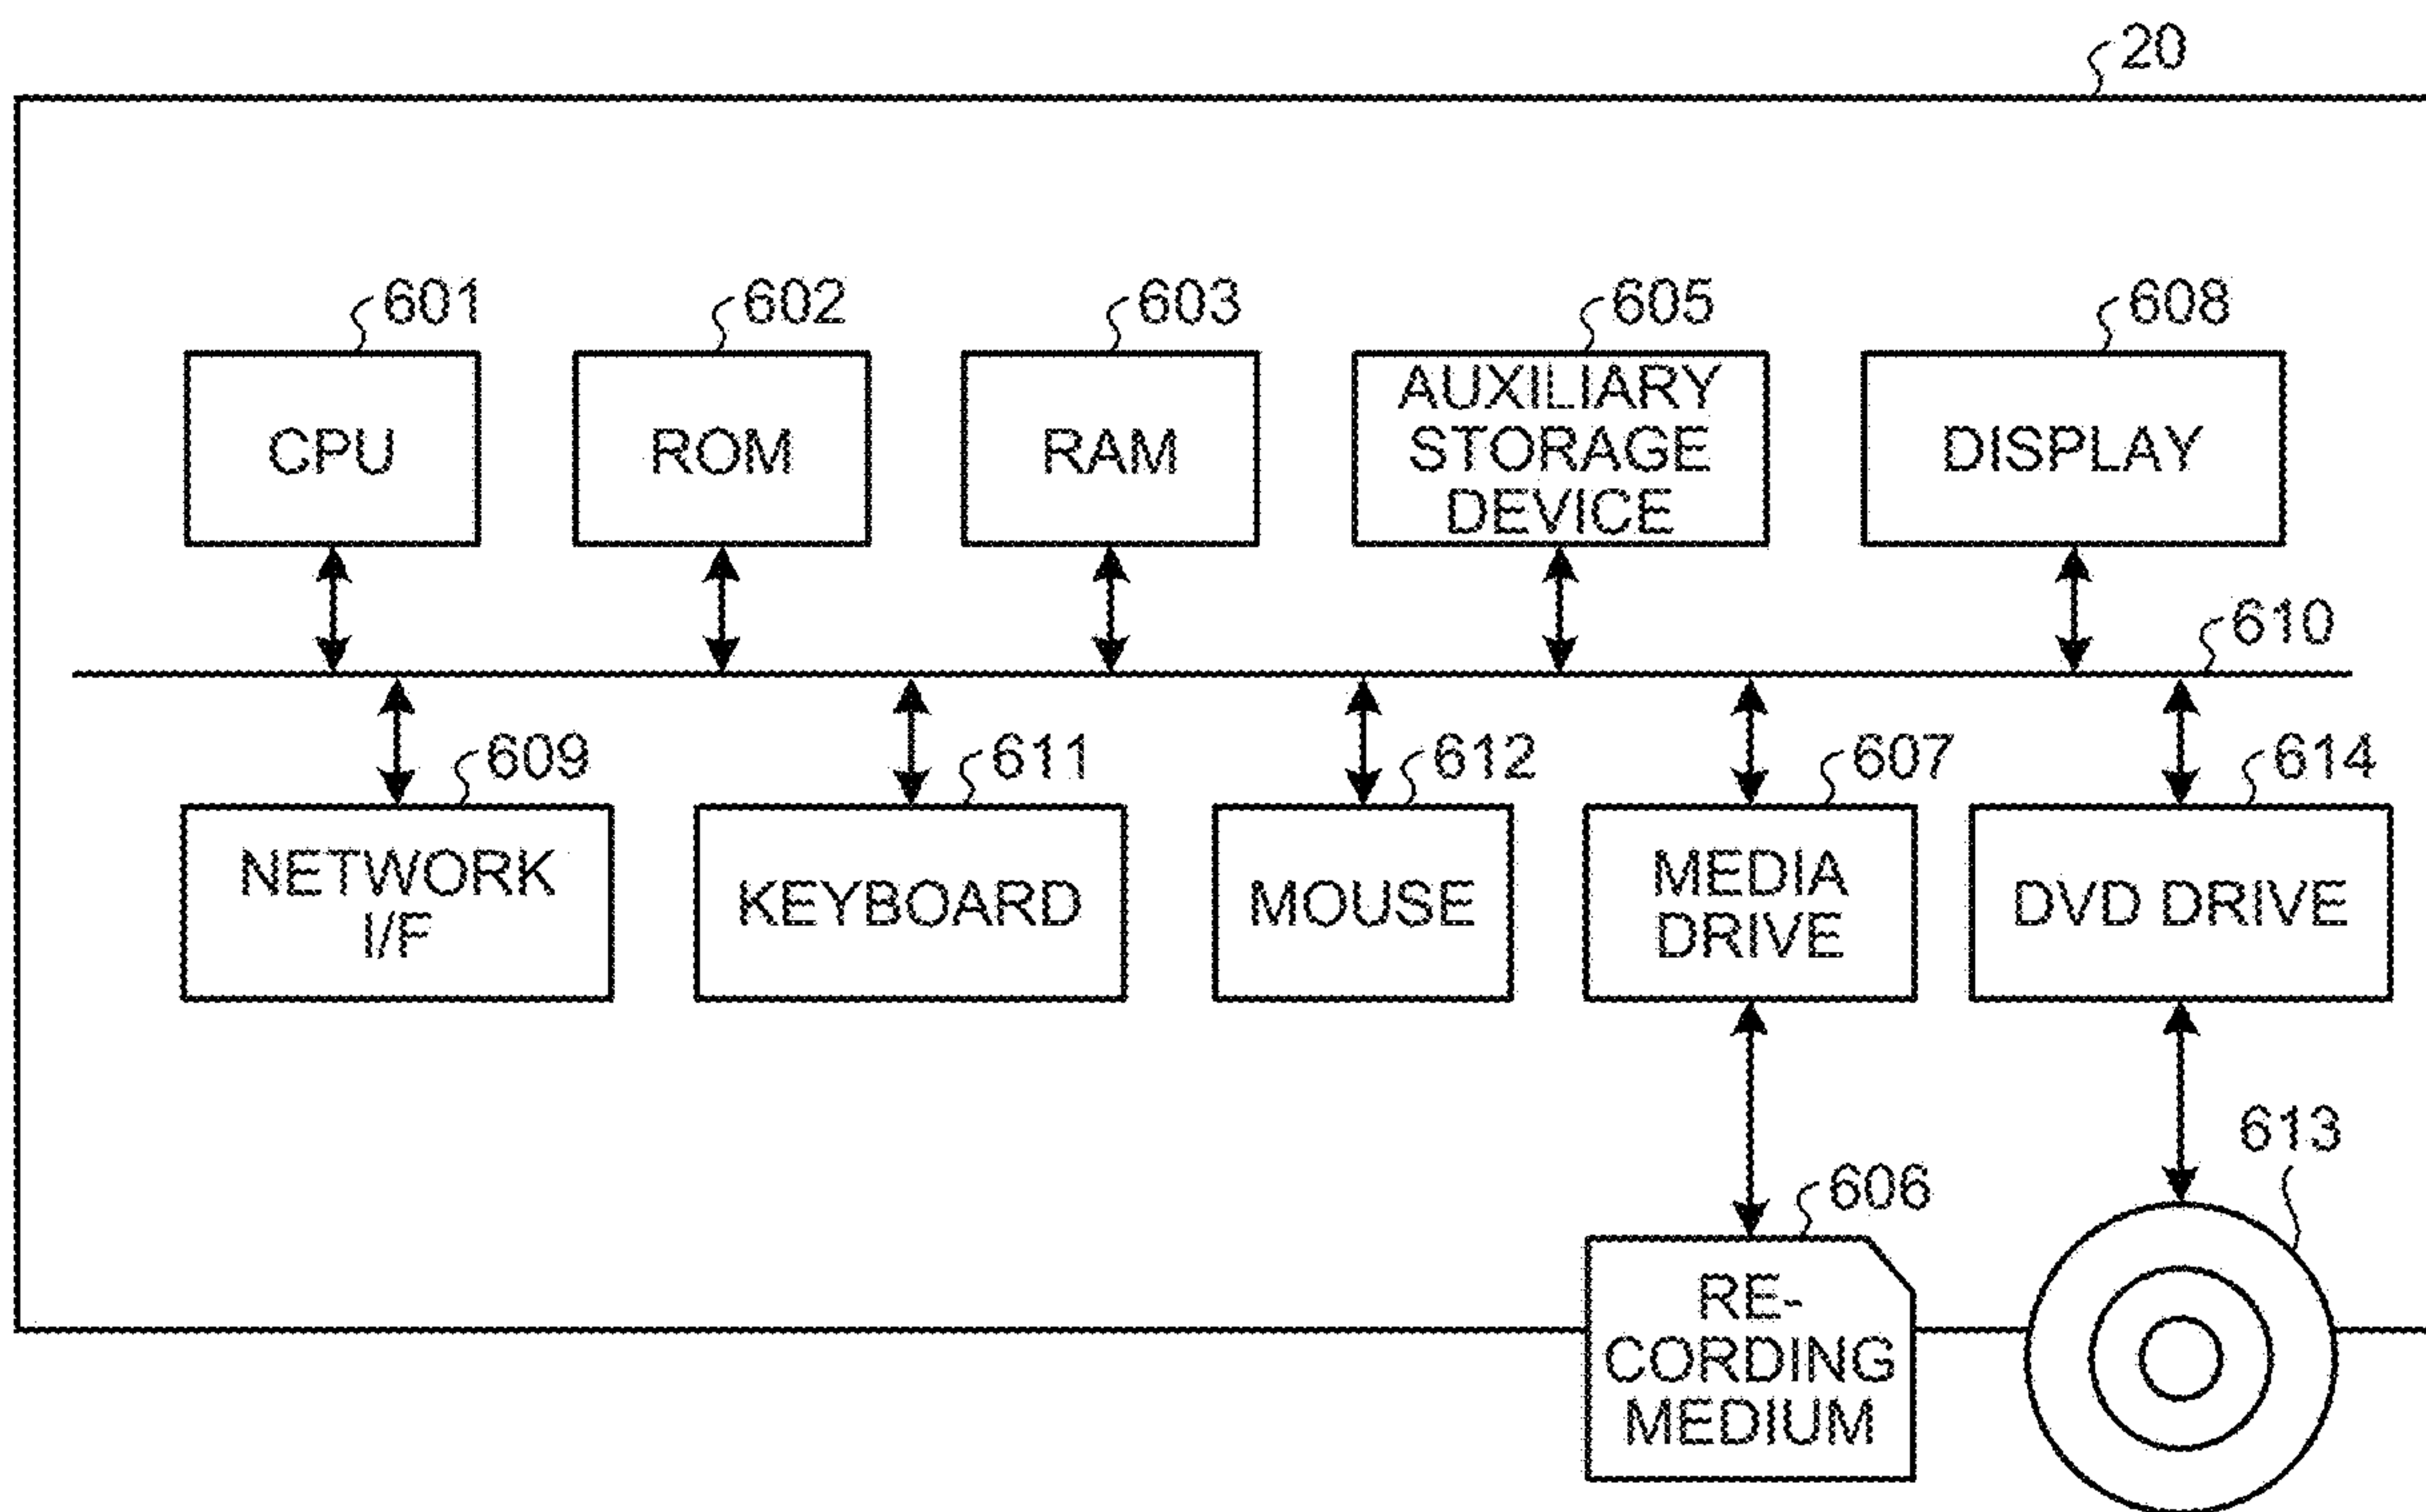 20
601
602
603
605
608
CPU
ROM
RAM
AUXILIARY
STORAGE
DEVICE
DISPLAY
610
609
611
612
607
614
NETWORK
I/F
KEYBOARD
MOUSE
MEDIA
DRIVE
DVD DRIVE
613
606
RE-
CORDING
MEDIUM